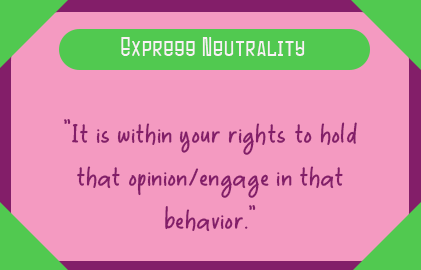 Express Neutrality
"It is within your rights to hold
that opinion/engage in that
behavior."